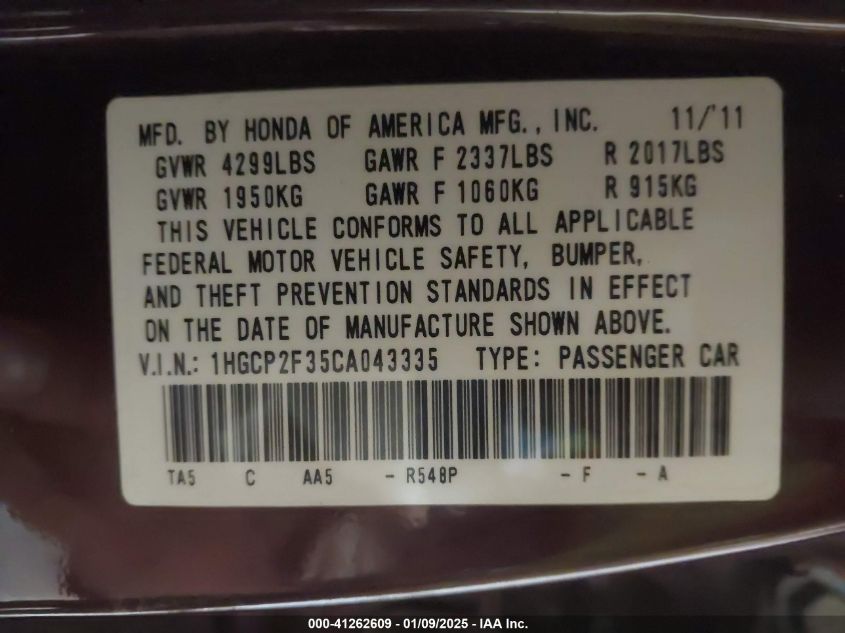 MFD. BY HONDA OF AMERICA MFG., INC. 11/'11
GVWR 4299LBS GAWR F 2337LBS R 2017LBS
GVWR 1950KG GAWR F 1060KG R 915KG
THIS VEHICLE CONFORMS TO ALL APPLICABLE
FEDERAL MOTOR VEHICLE SAFETY, BUMPER,
AND THEFT PREVENTION STANDARDS IN EFFECT
ON THE DATE OF MANUFACTURE SHOWN ABOVE.
V.I.N.: 1HGCP2F35CA043335 TYPE: PASSENGER CAR
TA5 C AA5 - R548P - F - A
000-41262609 - 01/09/2025 - IAA Inc.